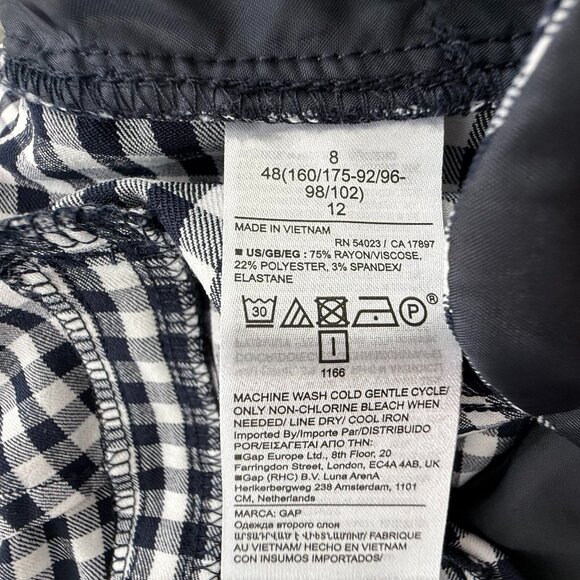 8
48(160/175-92/96-
98/102)
12
MADE IN VIETNAM
RN 54023 / CA 17897
■ US/GB/EG : 75% RAYON/VISCOSE,
22% POLYESTER, 3% SPANDEX/
ELASTANE
30 P ®
I
1166
MACHINE WASH COLD GENTLE CYCLE/
ONLY NON-CHLORINE BLEACH WHEN
NEEDED/ LINE DRY/ COOL IRON
Imported By/Importe Par/DISTRIBUIDO
POR/ΕΙΣΑΓΕΤΑΙ ΑΠΟ ΤΗΝ:
■Gap Europe Ltd., 8th Floor, 20
Farringdon Street, London, EC4A 4AB, UK
■Gap (RHC) B.V. Luna ArenA
Herikerbergweg 238 Amsterdam, 1101
CM, Netherlands
MARCA: GAP
Одежда второго слоя
ԱՐՏԱԴՐՎԱԾ Է ՎԻԵՏՆԱՄՈՒՄ/ FABRIQUE
AU VIETNAM/ HECHO EN VIETNAM
CON INSUMOS IMPORTADOS/